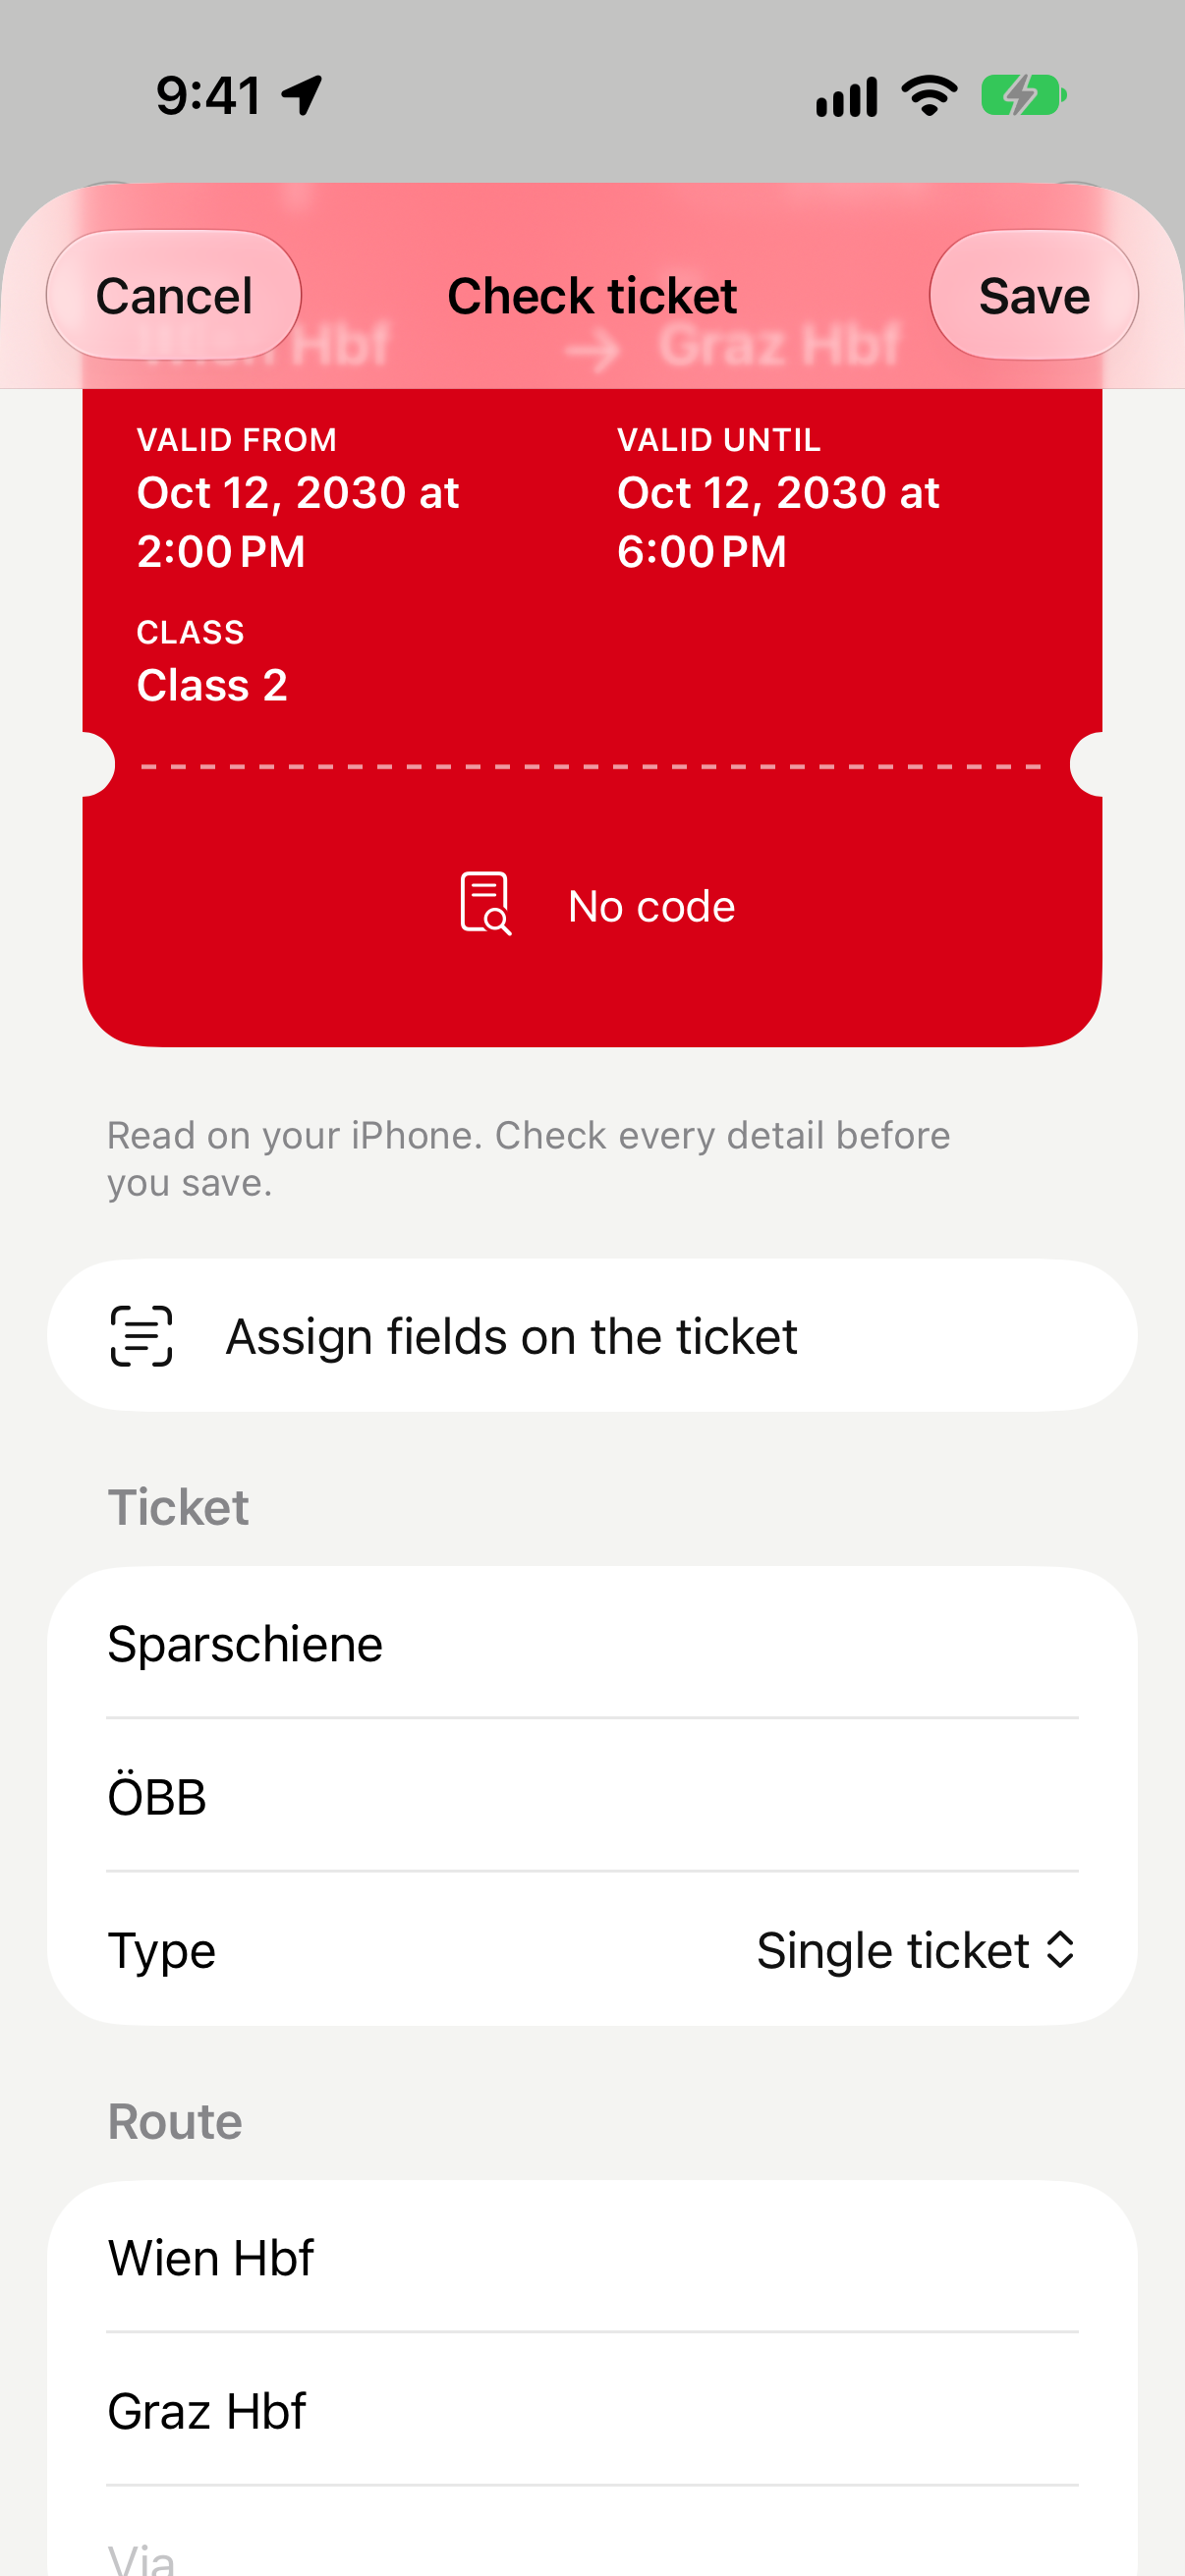 9:41
Cancel
Check ticket
Save
Wien Hbf → Graz Hbf
VALID FROM
Oct 12, 2030 at
2:00 PM
VALID UNTIL
Oct 12, 2030 at
6:00 PM
CLASS
Class 2
No code
Read on your iPhone. Check every detail before
you save.
Assign fields on the ticket
Ticket
Sparschiene
ÖBB
Type
Single ticket
Route
Wien Hbf
Graz Hbf
Via